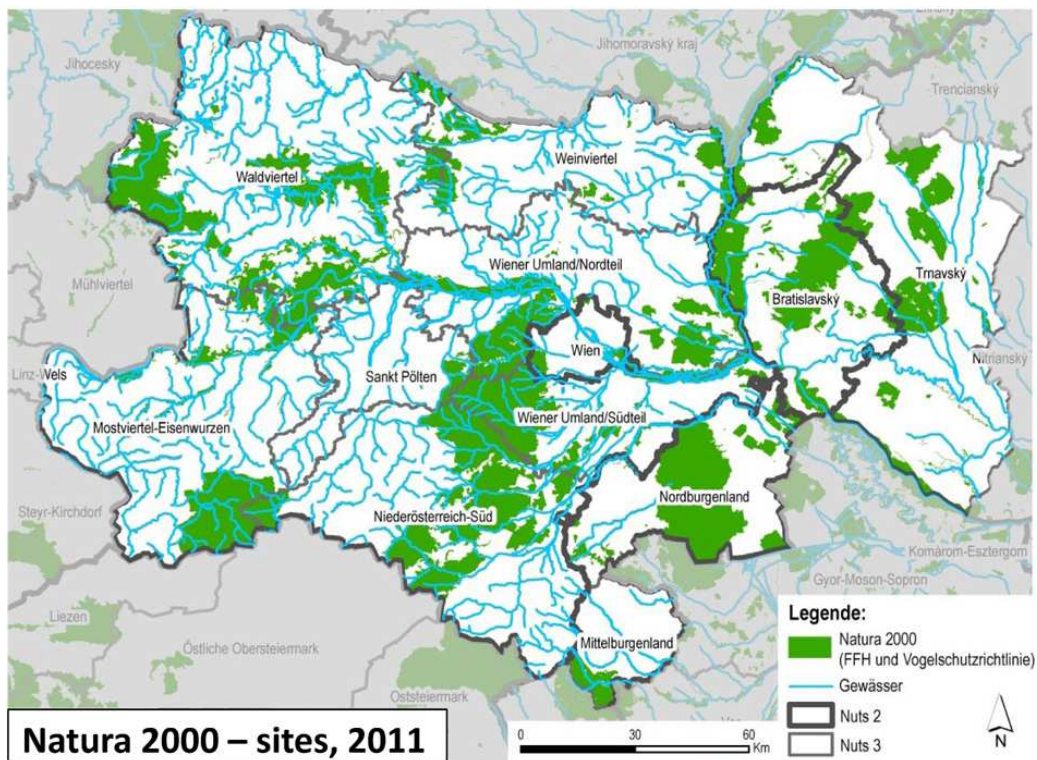 Jihocesky
Jihomoravský kraj
Trenciansky
Weinviertel
Waldviertel
Wiener Umland/Nordteil
Trnavský
Mühlviertel
Bratislavský
Wien
Linz-Wels
Sankt Pölten
Nitriansky
Mostviertel-Eisenwurzen
Wiener Umland/Südteil
Nordburgenland
Steyr-Kirchdorf
Niederösterreich-Süd
Komárom-Esztergom
Gyor-Moson-Sopron
Liezen
Östliche Obersteiermark
Mittelburgenland
Oststeiermark
Legende:
Natura 2000
(FFH und Vogelschutzrichtlinie)
Gewässer
Nuts 2
Nuts 3
N
0 30 60
Km
Natura 2000 – sites, 2011